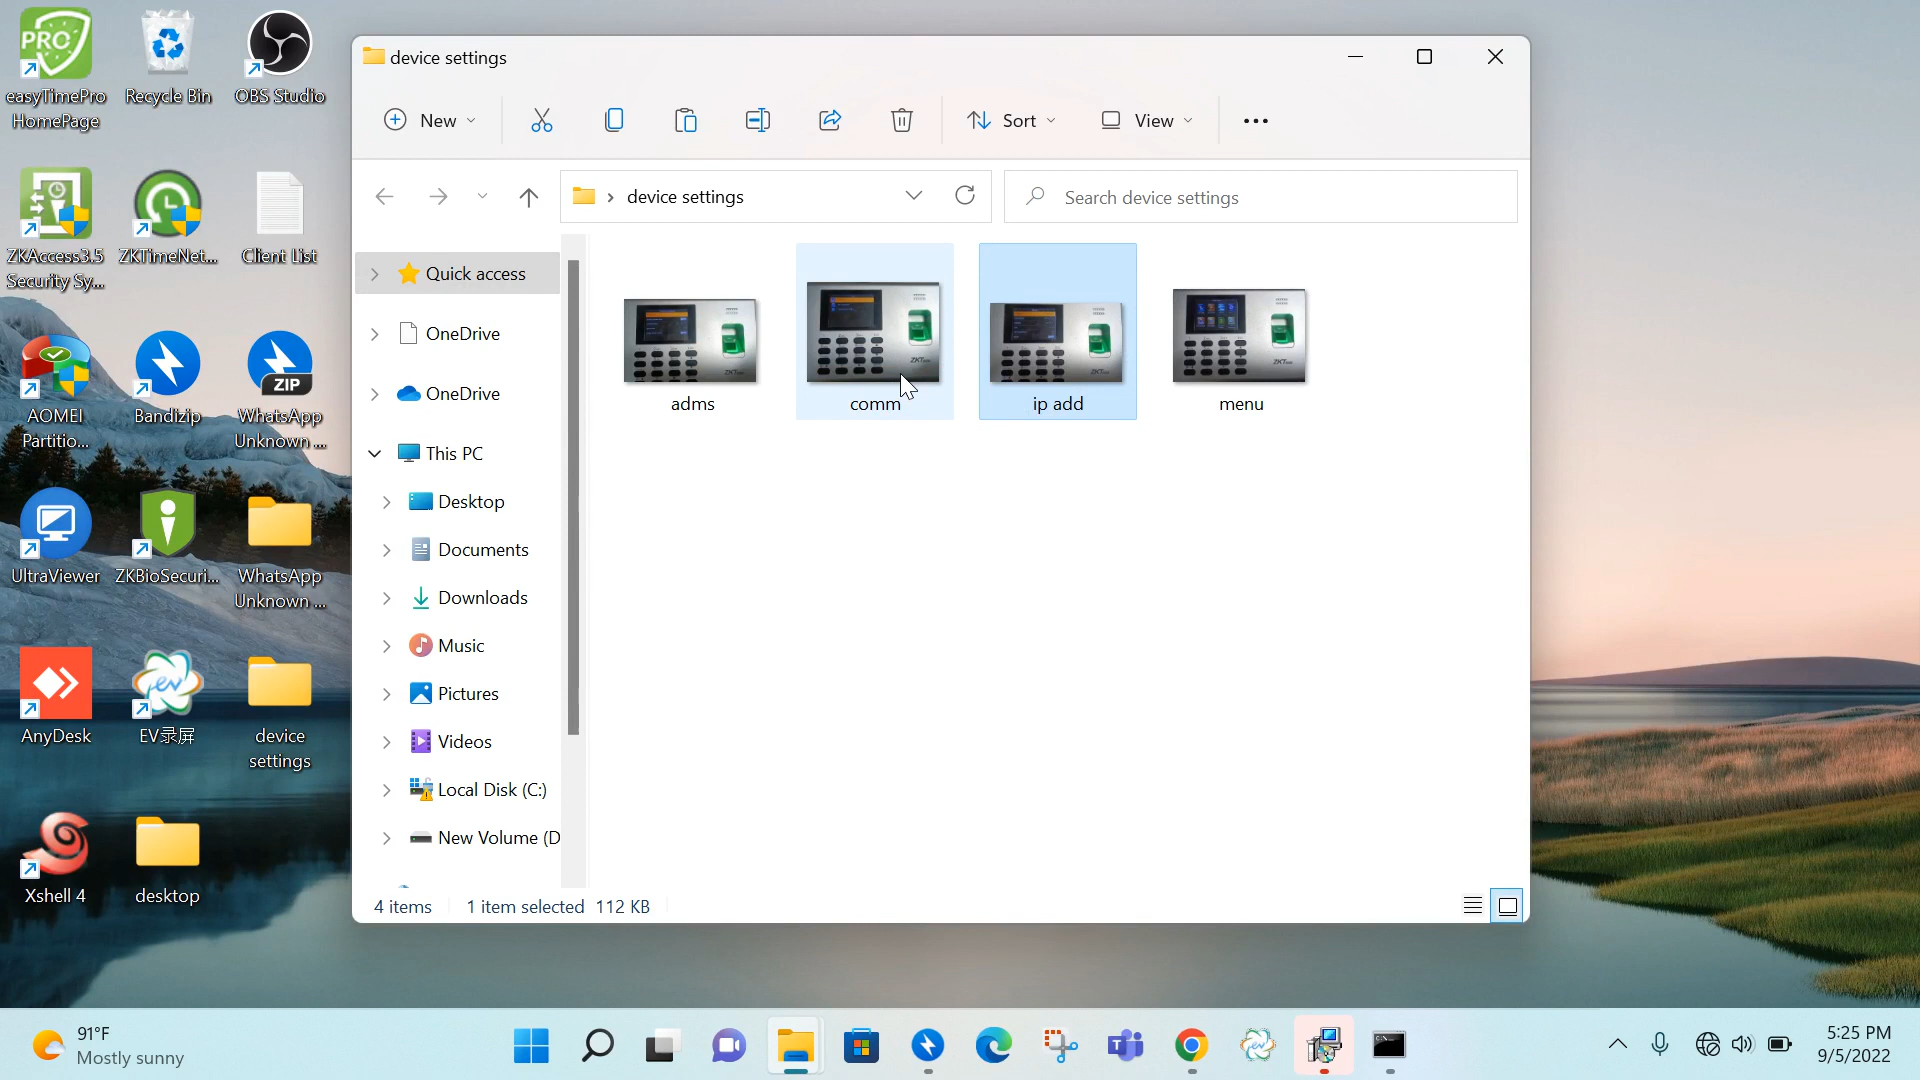 easyTimePro
HomePage
Recycle Bin
OBS Studio
ZKAccess3.5
Security Sy...
ZKTimeNet...
Client List
AOMEI
Partitio...
Bandizip
ZIP
WhatsApp
Unknown ...
UltraViewer
ZKBioSecuri...
WhatsApp
Unknown ...
AnyDesk
EV录屏
device
settings
Xshell 4
desktop
PRO
ev
device settings
New
Sort
View
device settings
Search device settings
Quick access
OneDrive
OneDrive
This PC
Desktop
Documents
Downloads
Music
Pictures
Videos
Local Disk (C:)
New Volume (D
adms
comm
ip add
menu
4 items
1 item selected 112 KB
91°F
Mostly sunny
5:25 PM
9/5/2022